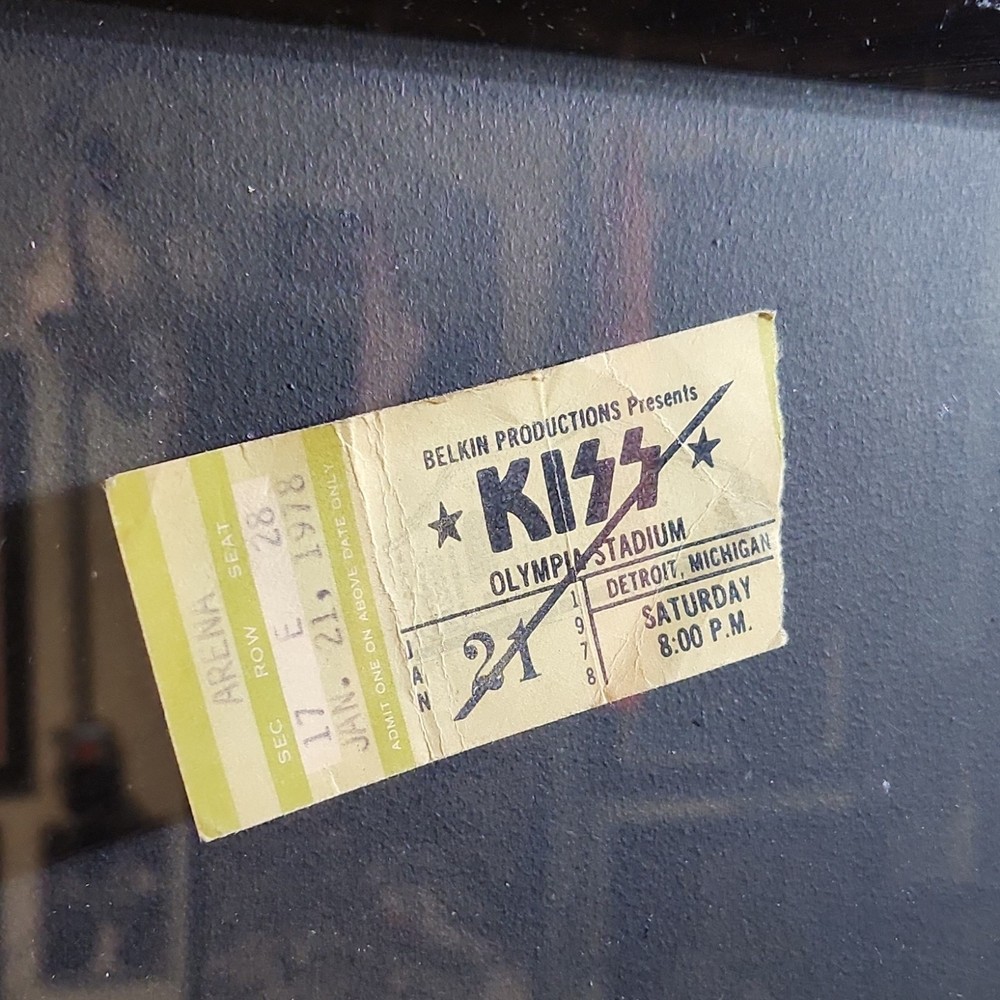 ARENA
SEC ROW SEAT
17 E 28
JAN. 21, 1978
ADMIT ONE ON ABOVE DATE ONLY
BELKIN PRODUCTIONS Presents
★ KISS ★
OLYMPIA STADIUM
JAN 21 1978
DETROIT, MICHIGAN
SATURDAY
8:00 P.M.